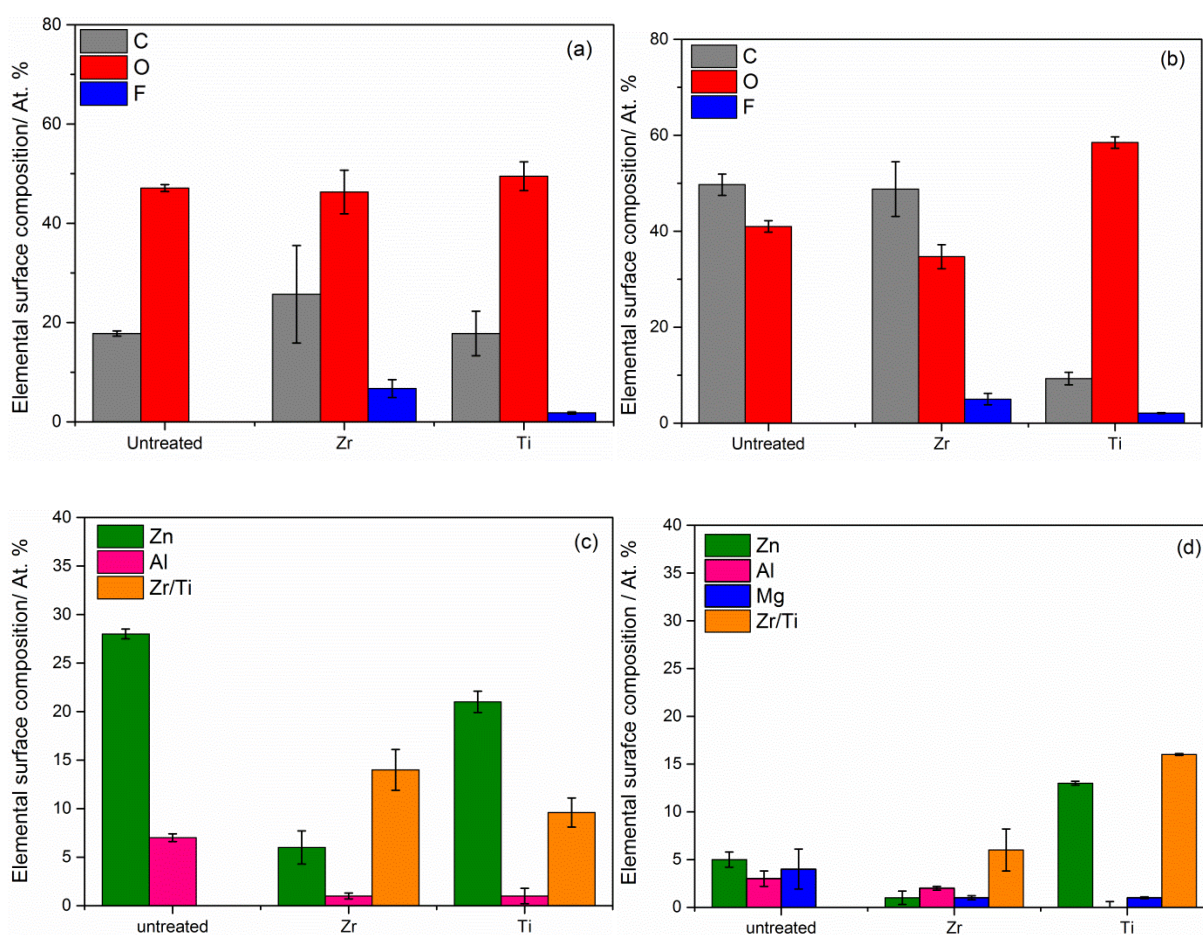 Elemental surface composition/ At. %
80
60
40
20
0
C
O
F
(a)
Untreated Zr Ti
Elemental surface composition/ At. %
80
60
40
20
0
C
O
F
(b)
Untreated Zr Ti
Elemental surface composition/ At. %
40
35
30
25
20
15
10
5
0
Zn
Al
Zr/Ti
(c)
untreated Zr Ti
Elemental surafce composition / At. %
40
35
30
25
20
15
10
5
0
Zn
Al
Mg
Zr/Ti
(d)
untreated Zr Ti